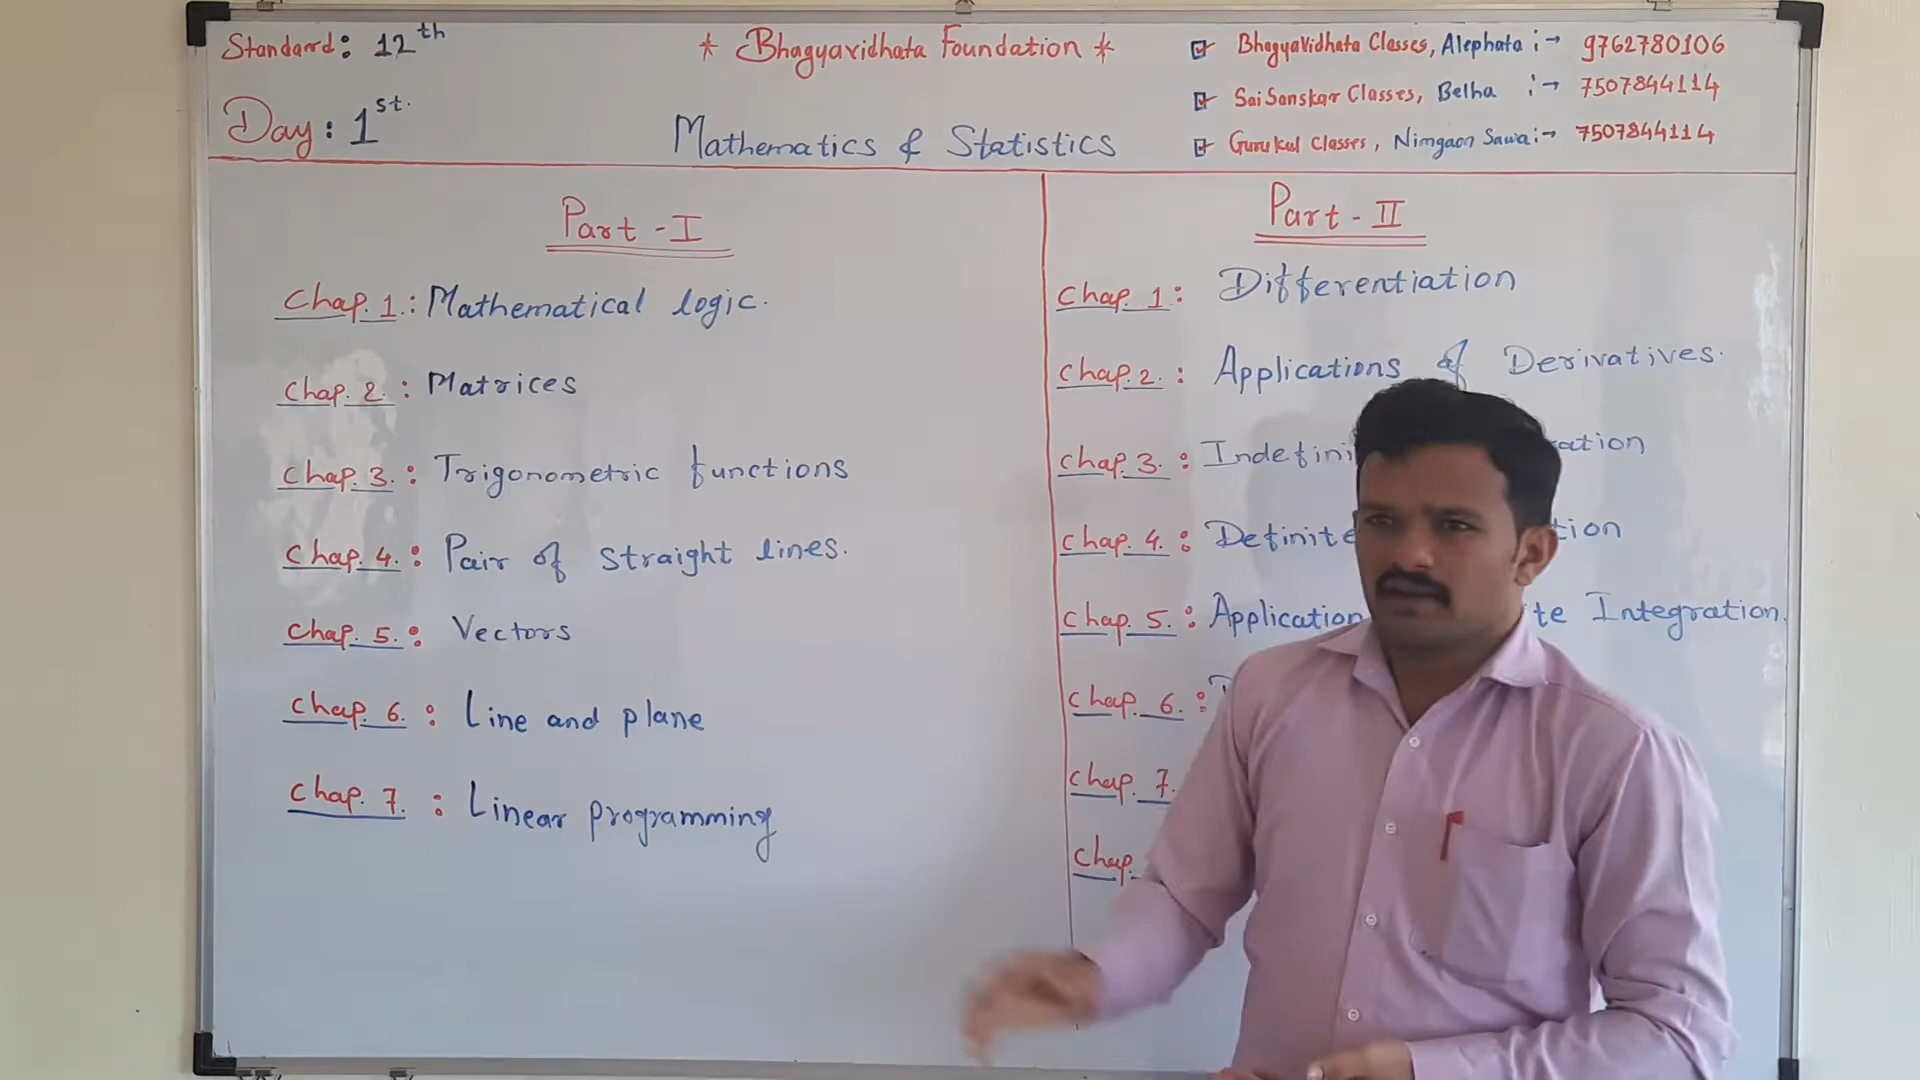 Standard: 12th
* Bhagyavidhata Foundation *
Day: 1st.
Mathematics & Statistics
Bhagyavidhata Classes, Alephata :→ 9762780106
Sai Sanskar Classes, Belha :→ 7507844114
Gurukul Classes, Nimgaon Sawa :→ 7507844114
Part - I
Chap. 1.: Mathematical logic.
Chap. 2. : Matrices
Chap. 3. : Trigonometric functions
Chap. 4. : Pair of straight lines.
Chap. 5. : Vectors
Chap. 6. : Line and plane
Chap. 7. : Linear programming
Part - II
Chap. 1 : Differentiation
Chap. 2. : Applications of Derivatives.
Chap. 3. :
Chap. 4. : Definite
Chap. 5. : Application Integration.
Chap. 6. :
Chap. 7.
Chap.